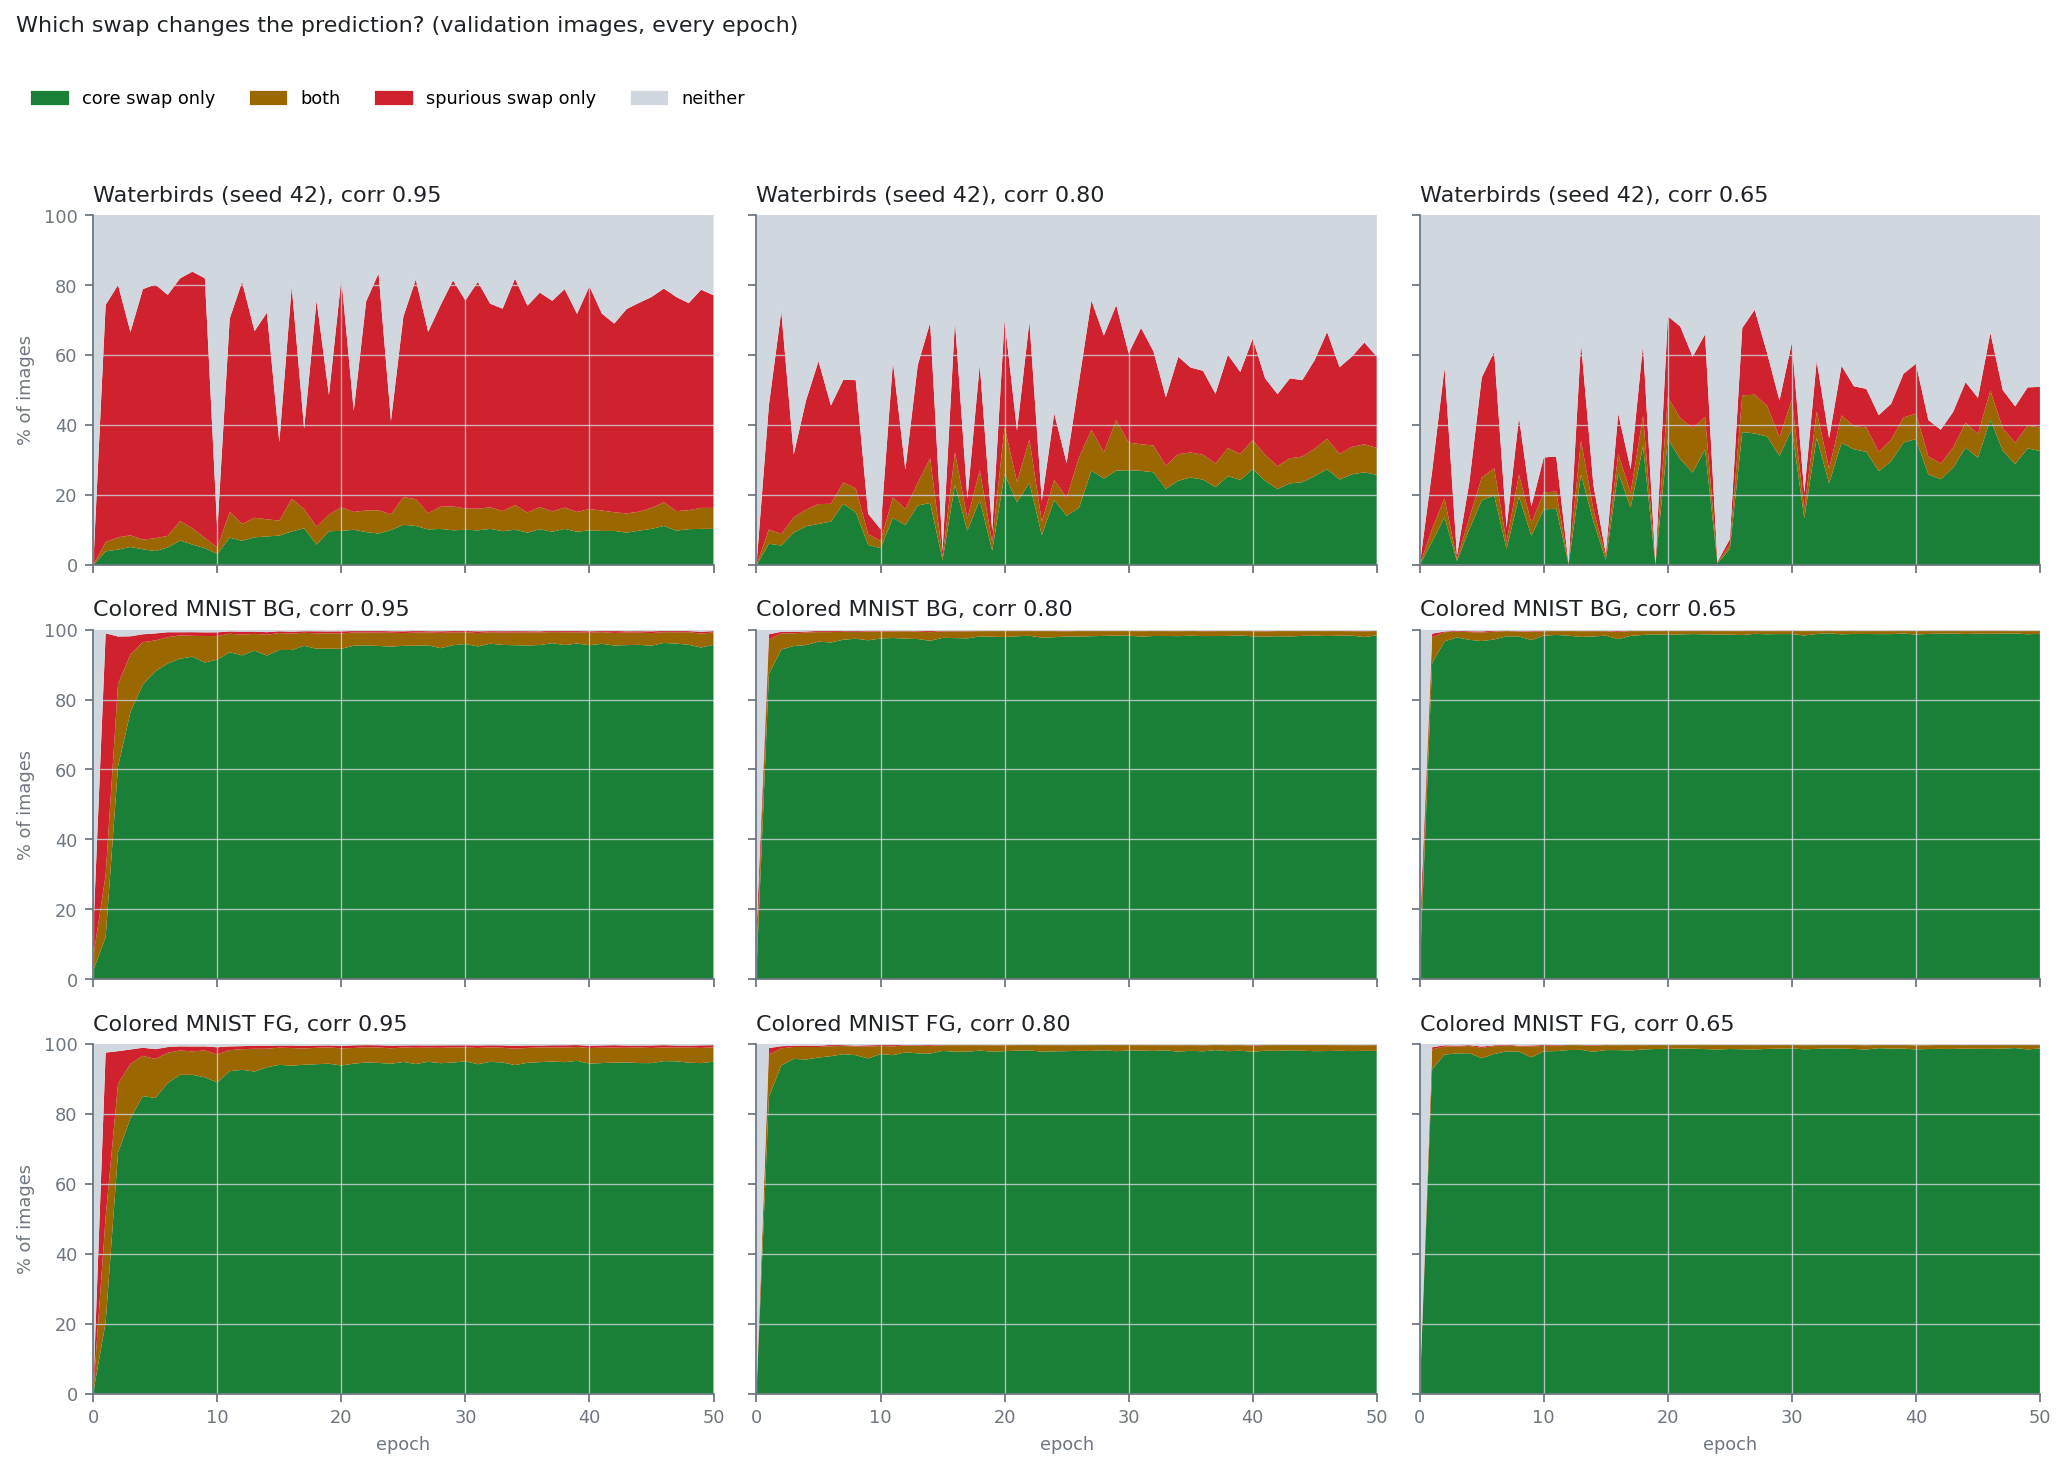 Which swap changes the prediction? (validation images, every epoch)
core swap only both spurious swap only neither
Waterbirds (seed 42), corr 0.95 Waterbirds (seed 42), corr 0.80 Waterbirds (seed 42), corr 0.65
100
80
60
40
20
0
% of images
Colored MNIST BG, corr 0.95 Colored MNIST BG, corr 0.80 Colored MNIST BG, corr 0.65
100
80
60
40
20
0
% of images
Colored MNIST FG, corr 0.95 Colored MNIST FG, corr 0.80 Colored MNIST FG, corr 0.65
100
80
60
40
20
0
% of images
0 10 20 30 40 50 0 10 20 30 40 50 0 10 20 30 40 50
epoch epoch epoch